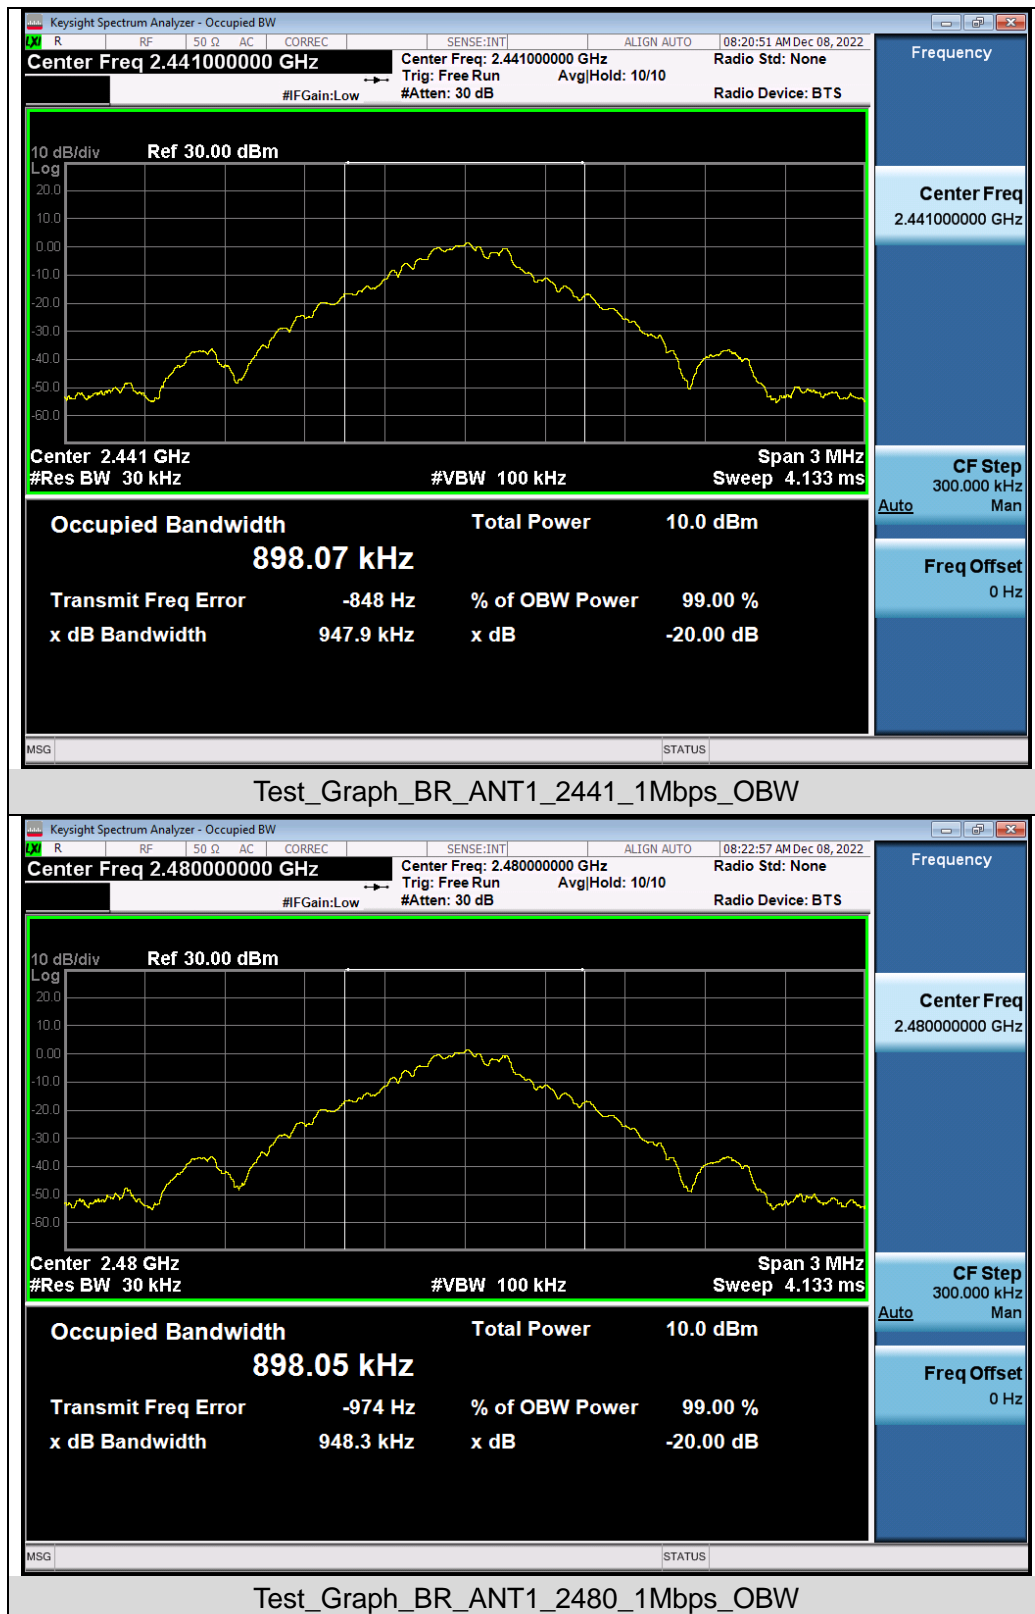 Keysight Spectrum Analyzer - Occupied BW
LXI R RF 50 Ω AC CORREC SENSE:INT ALIGN AUTO 08:20:51 AM Dec 08, 2022
Center Freq 2.441000000 GHz
Center Freq: 2.441000000 GHz Radio Std: None
Trig: Free Run Avg|Hold: 10/10
#IFGain:Low #Atten: 30 dB Radio Device: BTS
Frequency
10 dB/div Ref 30.00 dBm
Log
20.0
10.0
0.00
-10.0
-20.0
-30.0
-40.0
-50.0
-60.0
Center 2.441 GHz Span 3 MHz
#Res BW 30 kHz #VBW 100 kHz Sweep 4.133 ms
Center Freq
2.441000000 GHz
CF Step
300.000 kHz
Auto Man
Freq Offset
0 Hz
Occupied Bandwidth Total Power 10.0 dBm
898.07 kHz
Transmit Freq Error -848 Hz % of OBW Power 99.00 %
x dB Bandwidth 947.9 kHz x dB -20.00 dB
MSG STATUS
Test_Graph_BR_ANT1_2441_1Mbps_OBW
Keysight Spectrum Analyzer - Occupied BW
LXI R RF 50 Ω AC CORREC SENSE:INT ALIGN AUTO 08:22:57 AM Dec 08, 2022
Center Freq 2.480000000 GHz
Center Freq: 2.480000000 GHz Radio Std: None
Trig: Free Run Avg|Hold: 10/10
#IFGain:Low #Atten: 30 dB Radio Device: BTS
Frequency
10 dB/div Ref 30.00 dBm
Log
20.0
10.0
0.00
-10.0
-20.0
-30.0
-40.0
-50.0
-60.0
Center 2.48 GHz Span 3 MHz
#Res BW 30 kHz #VBW 100 kHz Sweep 4.133 ms
Center Freq
2.480000000 GHz
CF Step
300.000 kHz
Auto Man
Freq Offset
0 Hz
Occupied Bandwidth Total Power 10.0 dBm
898.05 kHz
Transmit Freq Error -974 Hz % of OBW Power 99.00 %
x dB Bandwidth 948.3 kHz x dB -20.00 dB
MSG STATUS
Test_Graph_BR_ANT1_2480_1Mbps_OBW